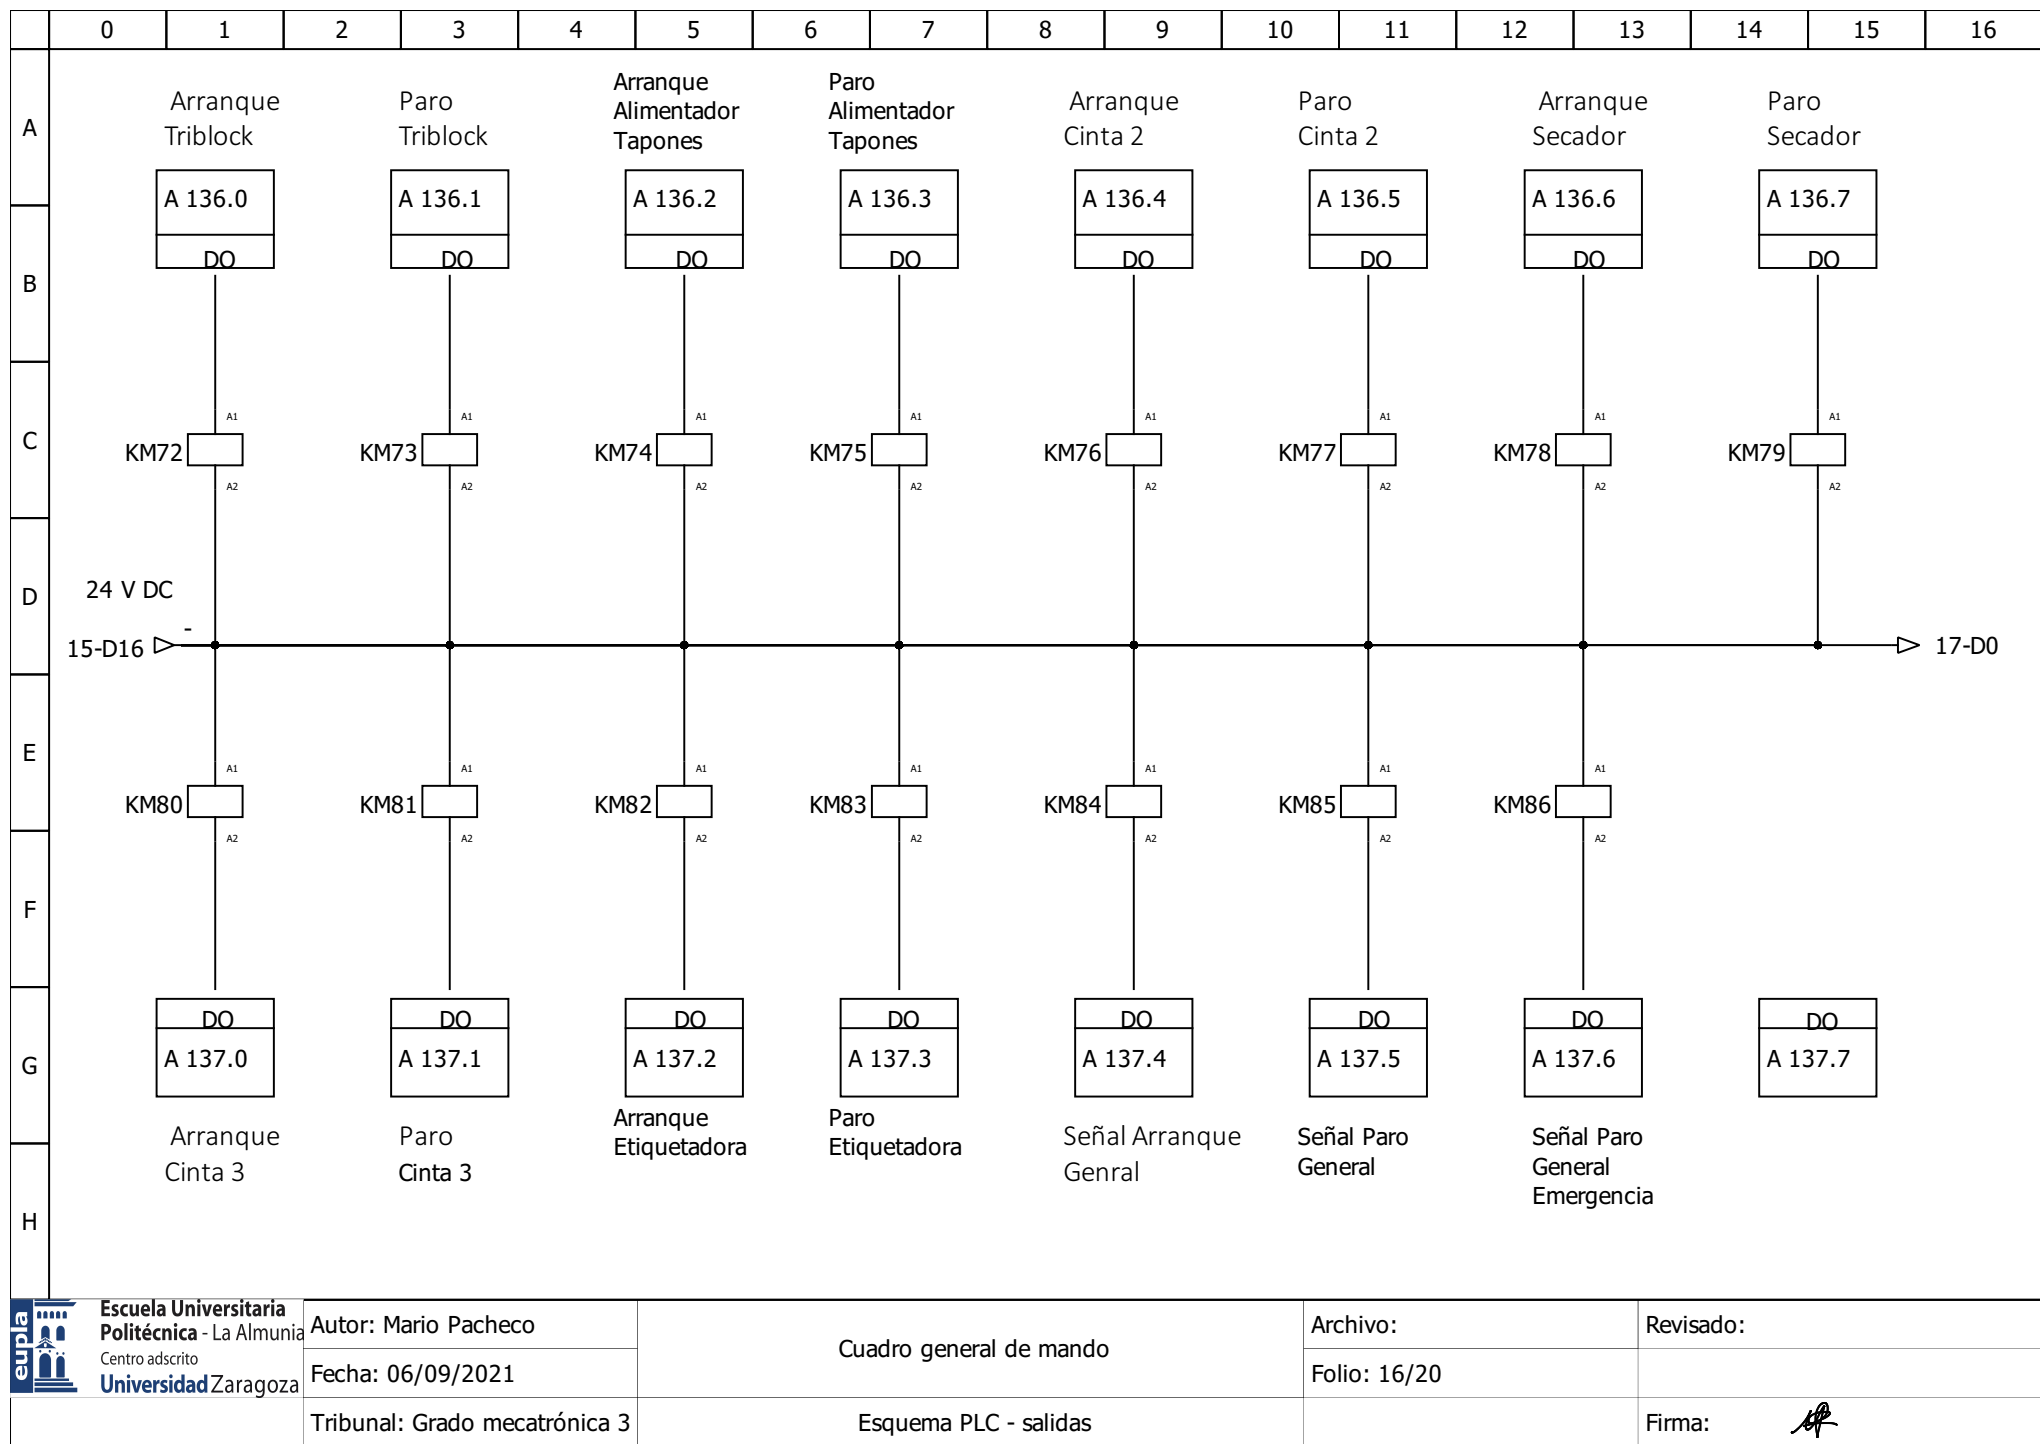 0 1 2 3 4 5 6 7 8 9 10 11 12 13 14 15 16
A
Arranque
Triblock
Paro
Triblock
Arranque
Alimentador
Tapones
Paro
Alimentador
Tapones
Arranque
Cinta 2
Paro
Cinta 2
Arranque
Secador
Paro
Secador
A 136.0 A 136.1 A 136.2 A 136.3 A 136.4 A 136.5 A 136.6 A 136.7
DO DO DO DO DO DO DO DO
B
A1 A1 A1 A1 A1 A1 A1 A1
C
KM72 KM73 KM74 KM75 KM76 KM77 KM78 KM79
A2 A2 A2 A2 A2 A2 A2 A2
D
24 V DC
-
15-D16 17-D0
E
A1 A1 A1 A1 A1 A1 A1
KM80 KM81 KM82 KM83 KM84 KM85 KM86
A2 A2 A2 A2 A2 A2 A2
F
DO DO DO DO DO DO DO DO
G
A 137.0 A 137.1 A 137.2 A 137.3 A 137.4 A 137.5 A 137.6 A 137.7
Arranque
Cinta 3
Paro
Cinta 3
Arranque
Etiquetadora
Paro
Etiquetadora
Señal Arranque
Genral
Señal Paro
General
Señal Paro
General
Emergencia
H
eupla
Escuela Universitaria
Politécnica - La Almunia
Centro adscrito
Universidad Zaragoza
Autor: Mario Pacheco
Fecha: 06/09/2021
Tribunal: Grado mecatrónica 3
Cuadro general de mando
Esquema PLC - salidas
Archivo:
Folio: 16/20
Revisado:
Firma: